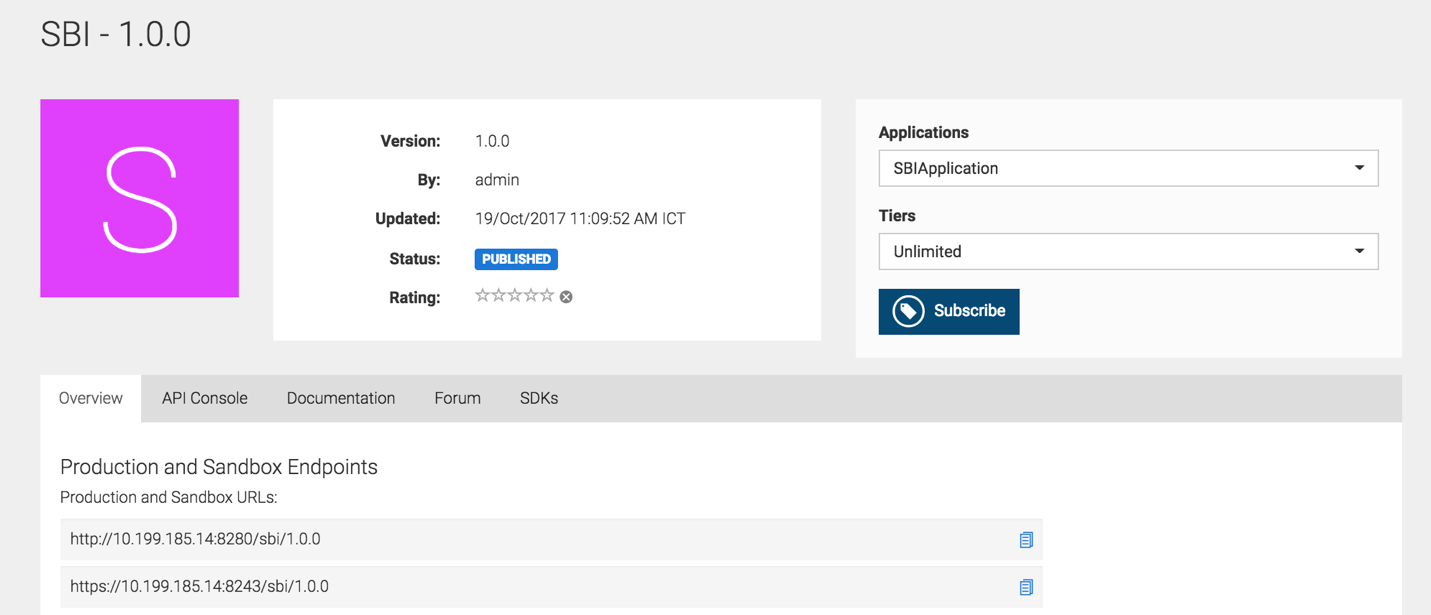 SBI - 1.0.0
S
Version: 1.0.0
By: admin
Updated: 19/Oct/2017 11:09:52 AM ICT
Status: PUBLISHED
Rating:
Applications
SBIApplication
Tiers
Unlimited
Subscribe
Overview API Console Documentation Forum SDKs
Production and Sandbox Endpoints
Production and Sandbox URLs:
http://10.199.185.14:8280/sbi/1.0.0
https://10.199.185.14:8243/sbi/1.0.0